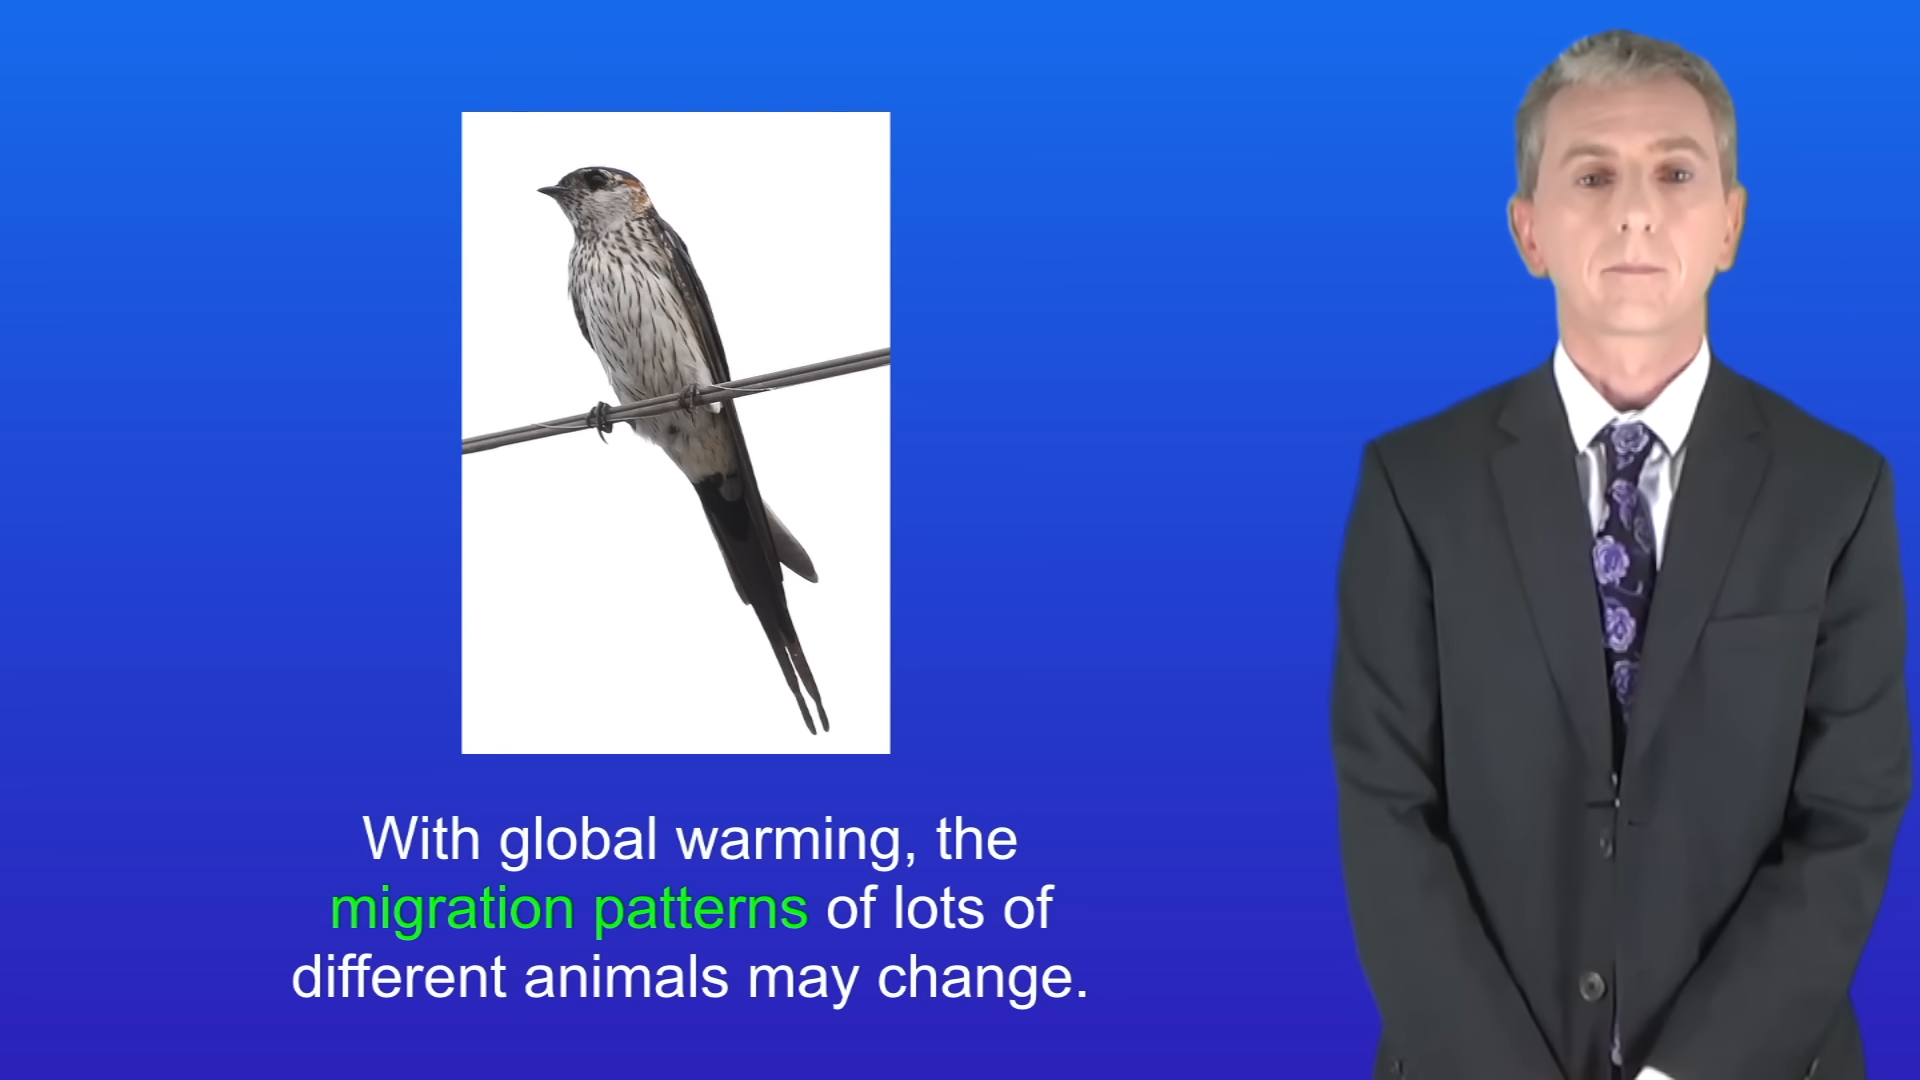 With global warming, the
migration patterns of lots of
different animals may change.